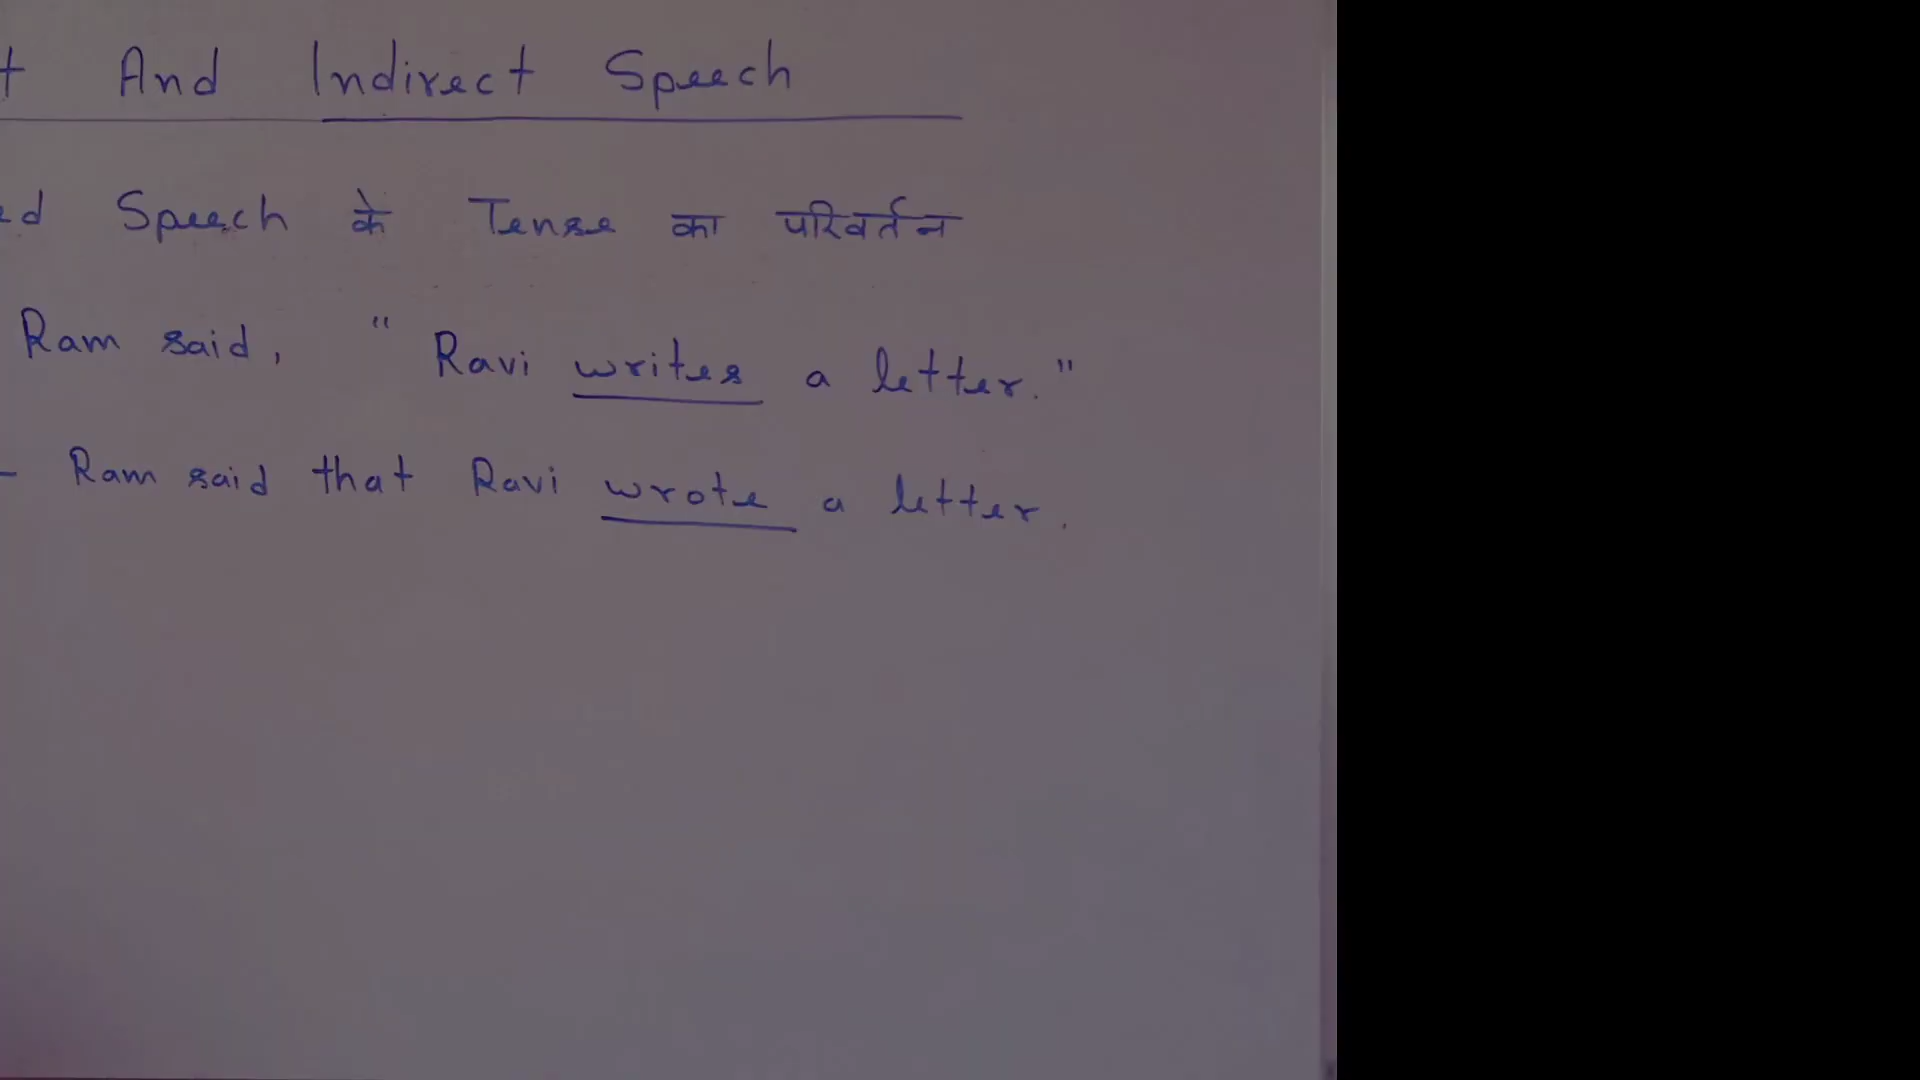 t And Indirect Speech
ed Speech के Tense का परिवर्तन
Ram said, " Ravi writes a letter."
- Ram said that Ravi wrote a letter.